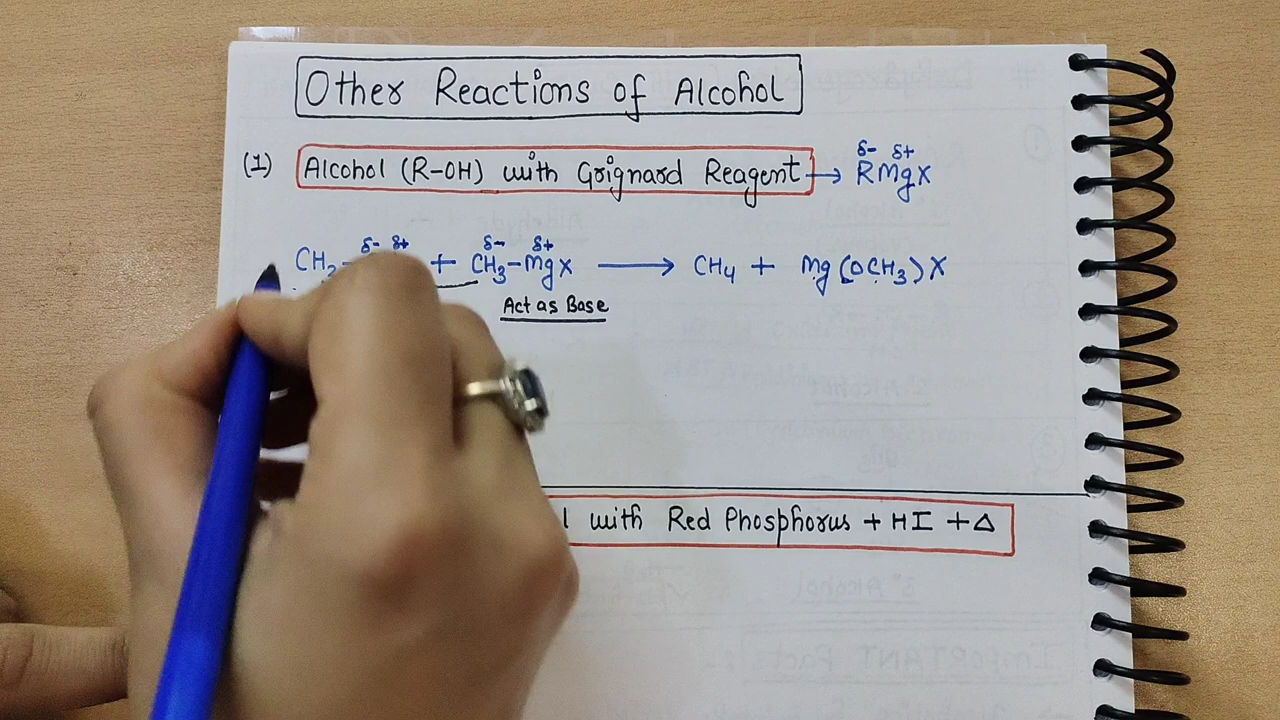 Other Reactions of Alcohol
(1) Alcohol (R-OH) with Grignard Reagent → RMgX
δ- δ+
δ- δ+ δ- δ+
CH3- + CH3-MgX → CH4 + Mg(OCH3)X
Act as Base
with Red Phosphorus + HI + Δ